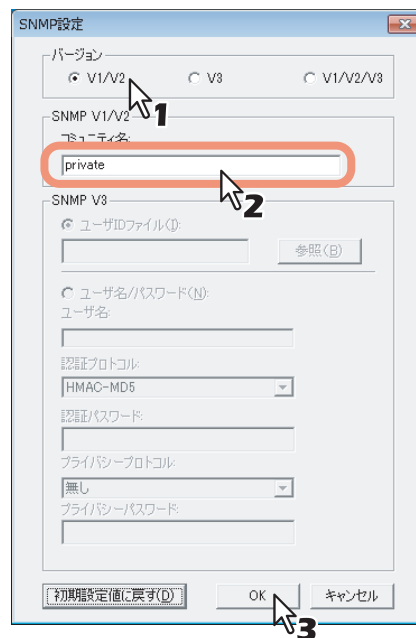 SNMP設定
バージョン
V1/V2 V3 V1/V2/V3
1
SNMP V1/V2
コミュニティ名:
private
2
SNMP V3
ユーザIDファイル(I):
参照(B)
ユーザ名/パスワード(N):
ユーザ名:
認証プロトコル:
HMAC-MD5
認証パスワード:
プライバシープロトコル:
無し
プライバシーパスワード:
初期設定値に戻す(D) OK キャンセル
3